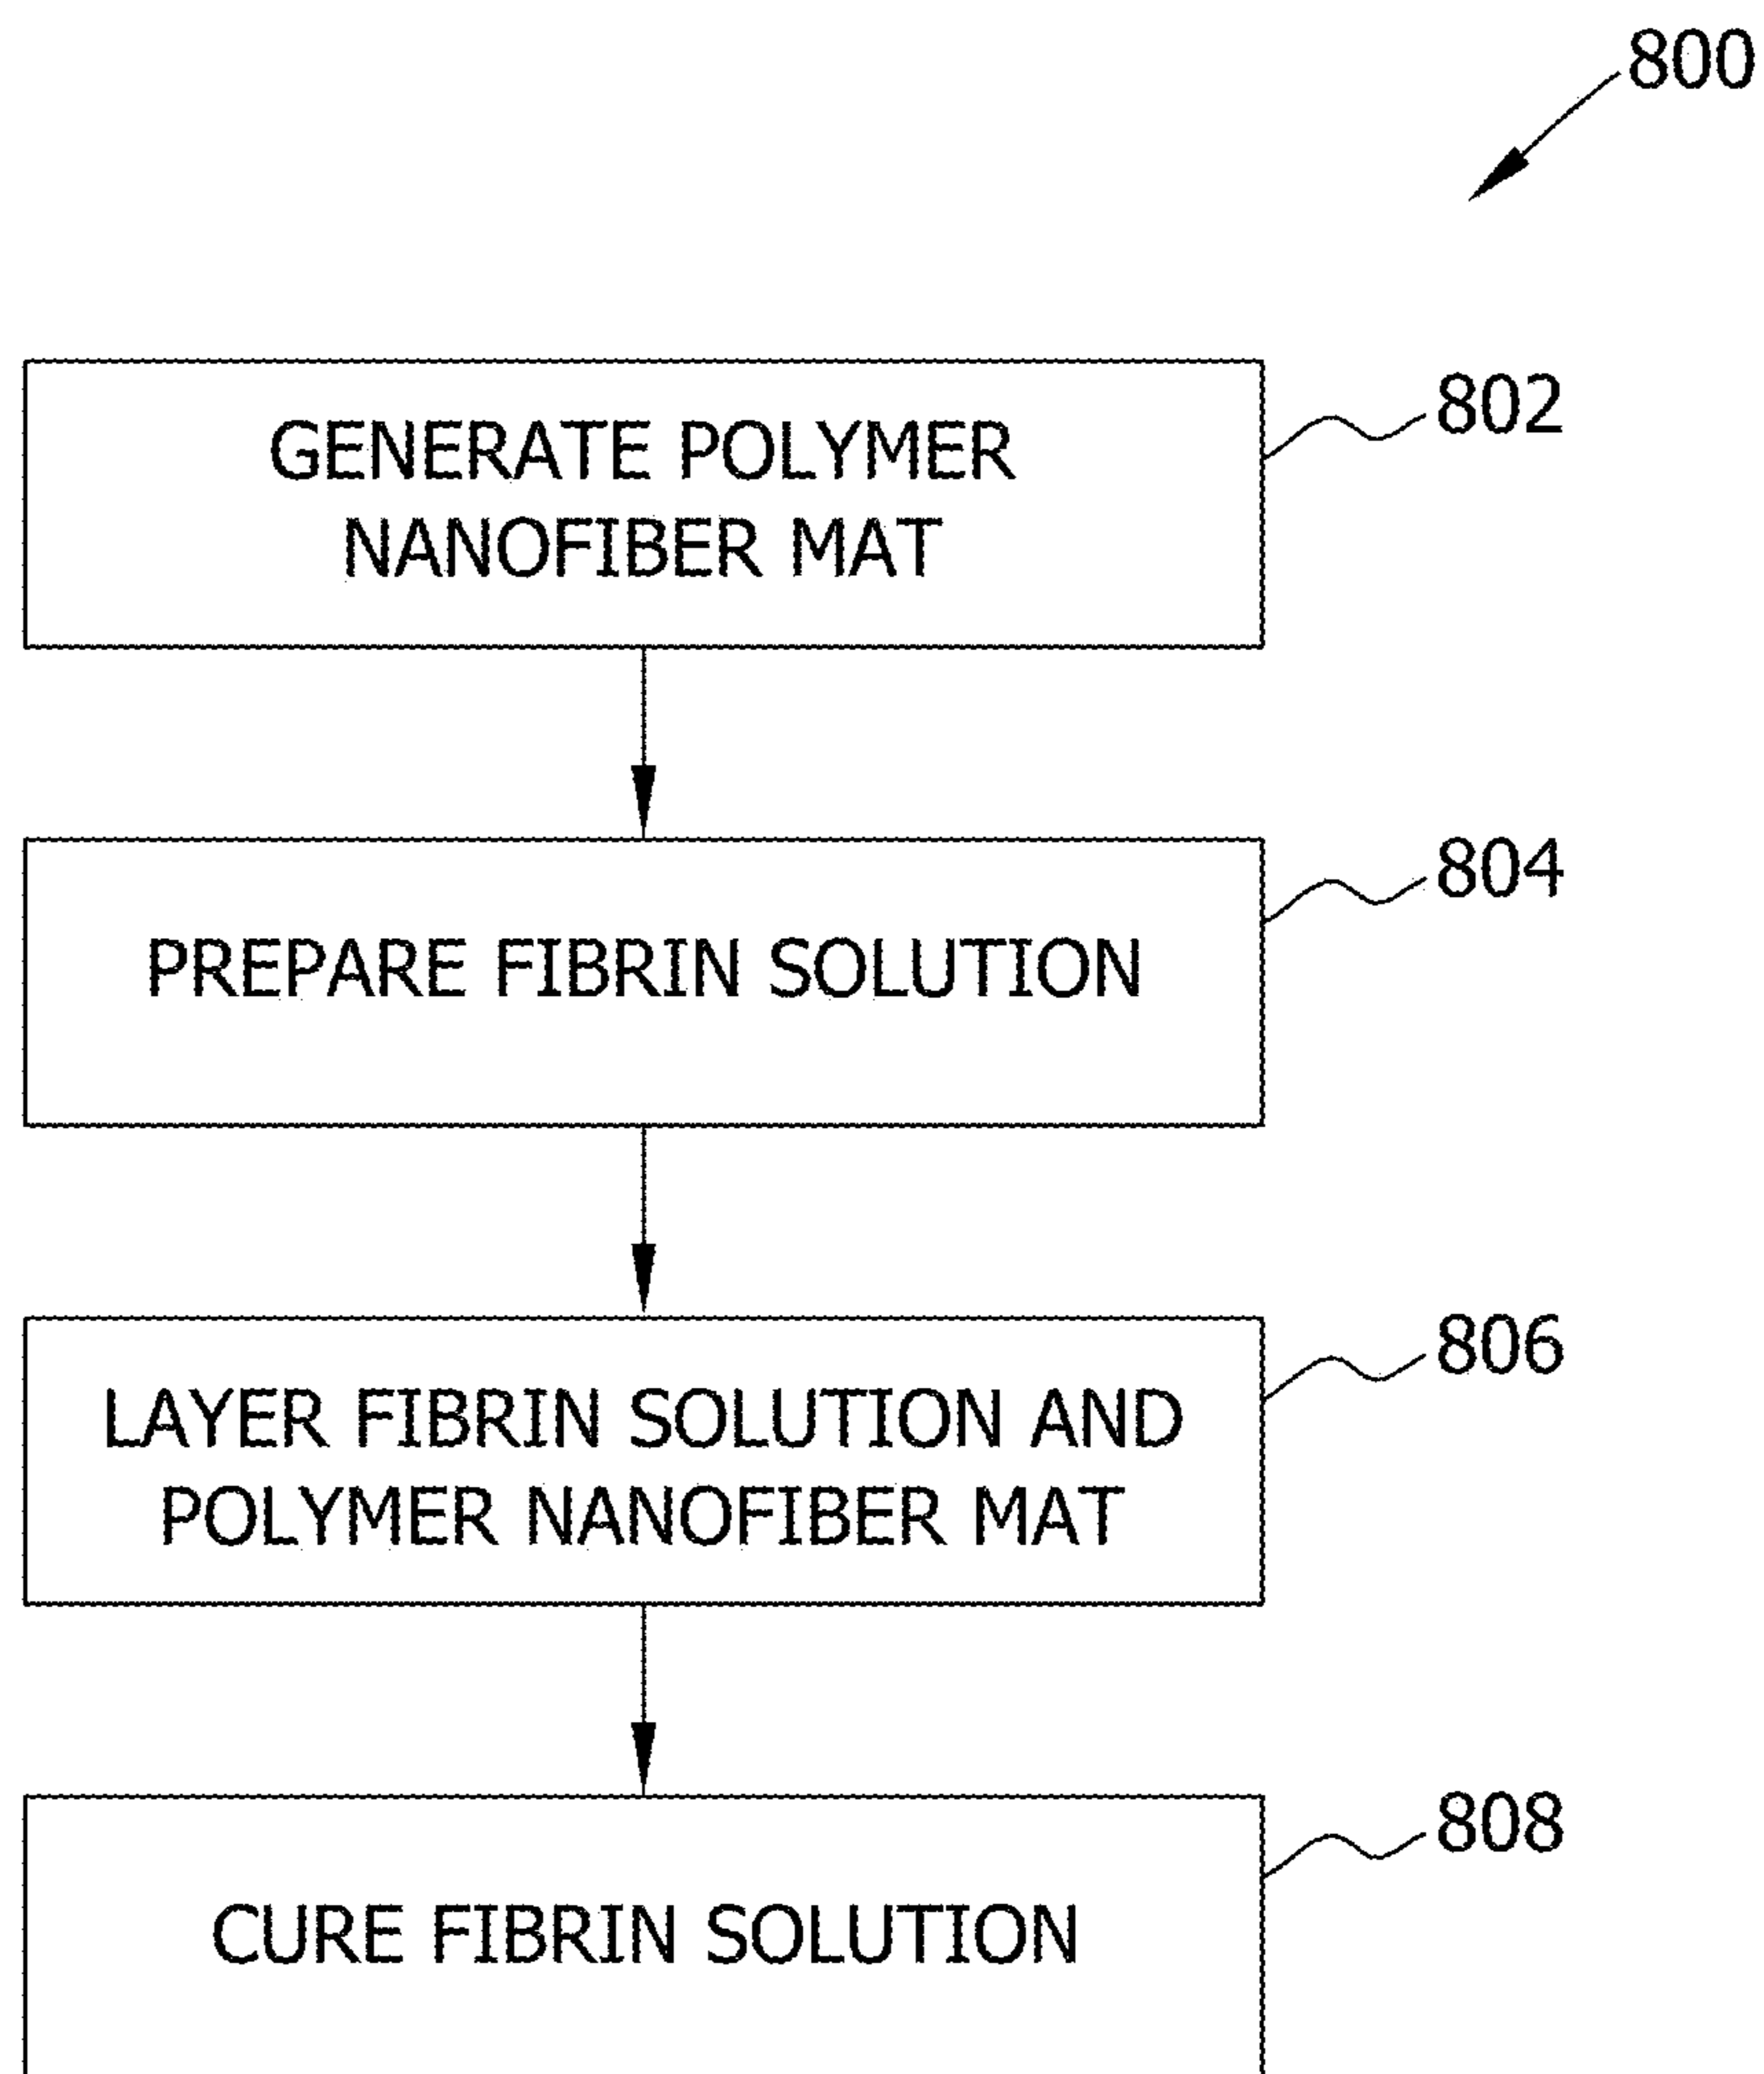 800
GENERATE POLYMER
NANOFIBER MAT
802
PREPARE FIBRIN SOLUTION
804
LAYER FIBRIN SOLUTION AND
POLYMER NANOFIBER MAT
806
CURE FIBRIN SOLUTION
808